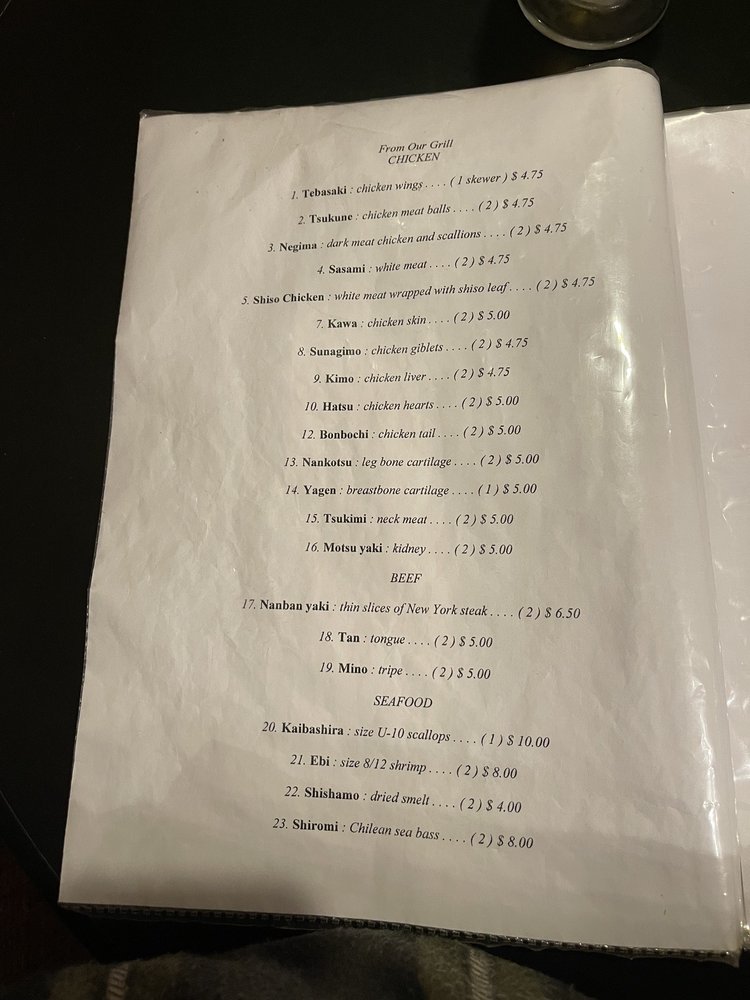 From Our Grill
CHICKEN
1. Tebasaki : chicken wings . . . . ( 1 skewer ) $ 4.75
2. Tsukune : chicken meat balls . . . . ( 2 ) $ 4.75
3. Negima : dark meat chicken and scallions . . . . ( 2 ) $ 4.75
4. Sasami : white meat . . . . ( 2 ) $ 4.75
5. Shiso Chicken : white meat wrapped with shiso leaf . . . . ( 2 ) $ 4.75
7. Kawa : chicken skin . . . . ( 2 ) $ 5.00
8. Sunagimo : chicken giblets . . . . ( 2 ) $ 4.75
9. Kimo : chicken liver . . . . ( 2 ) $ 4.75
10. Hatsu : chicken hearts . . . . ( 2 ) $ 5.00
12. Bonbochi : chicken tail . . . . ( 2 ) $ 5.00
13. Nankotsu : leg bone cartilage . . . . ( 2 ) $ 5.00
14. Yagen : breastbone cartilage . . . . ( 1 ) $ 5.00
15. Tsukimi : neck meat . . . . ( 2 ) $ 5.00
16. Motsu yaki : kidney . . . . ( 2 ) $ 5.00
BEEF
17. Nanban yaki : thin slices of New York steak . . . . ( 2 ) $ 6.50
18. Tan : tongue . . . . ( 2 ) $ 5.00
19. Mino : tripe . . . . ( 2 ) $ 5.00
SEAFOOD
20. Kaibashira : size U-10 scallops . . . . ( 1 ) $ 10.00
21. Ebi : size 8/12 shrimp . . . . ( 2 ) $ 8.00
22. Shishamo : dried smelt . . . . ( 2 ) $ 4.00
23. Shiromi : Chilean sea bass . . . . ( 2 ) $ 8.00